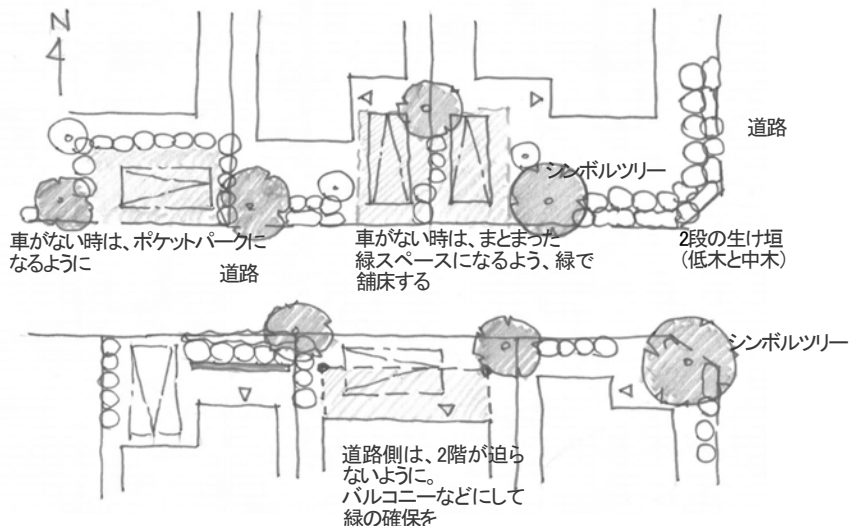 N
道路
シンボルツリー
車がない時は、ポケットパークに
なるように
車がない時は、まとまった
緑スペースになるよう、緑で
舗床する
2段の生け垣
(低木と中木)
道路
シンボルツリー
道路側は、2階が迫ら
ないように。
バルコニーなどにして
緑の確保を